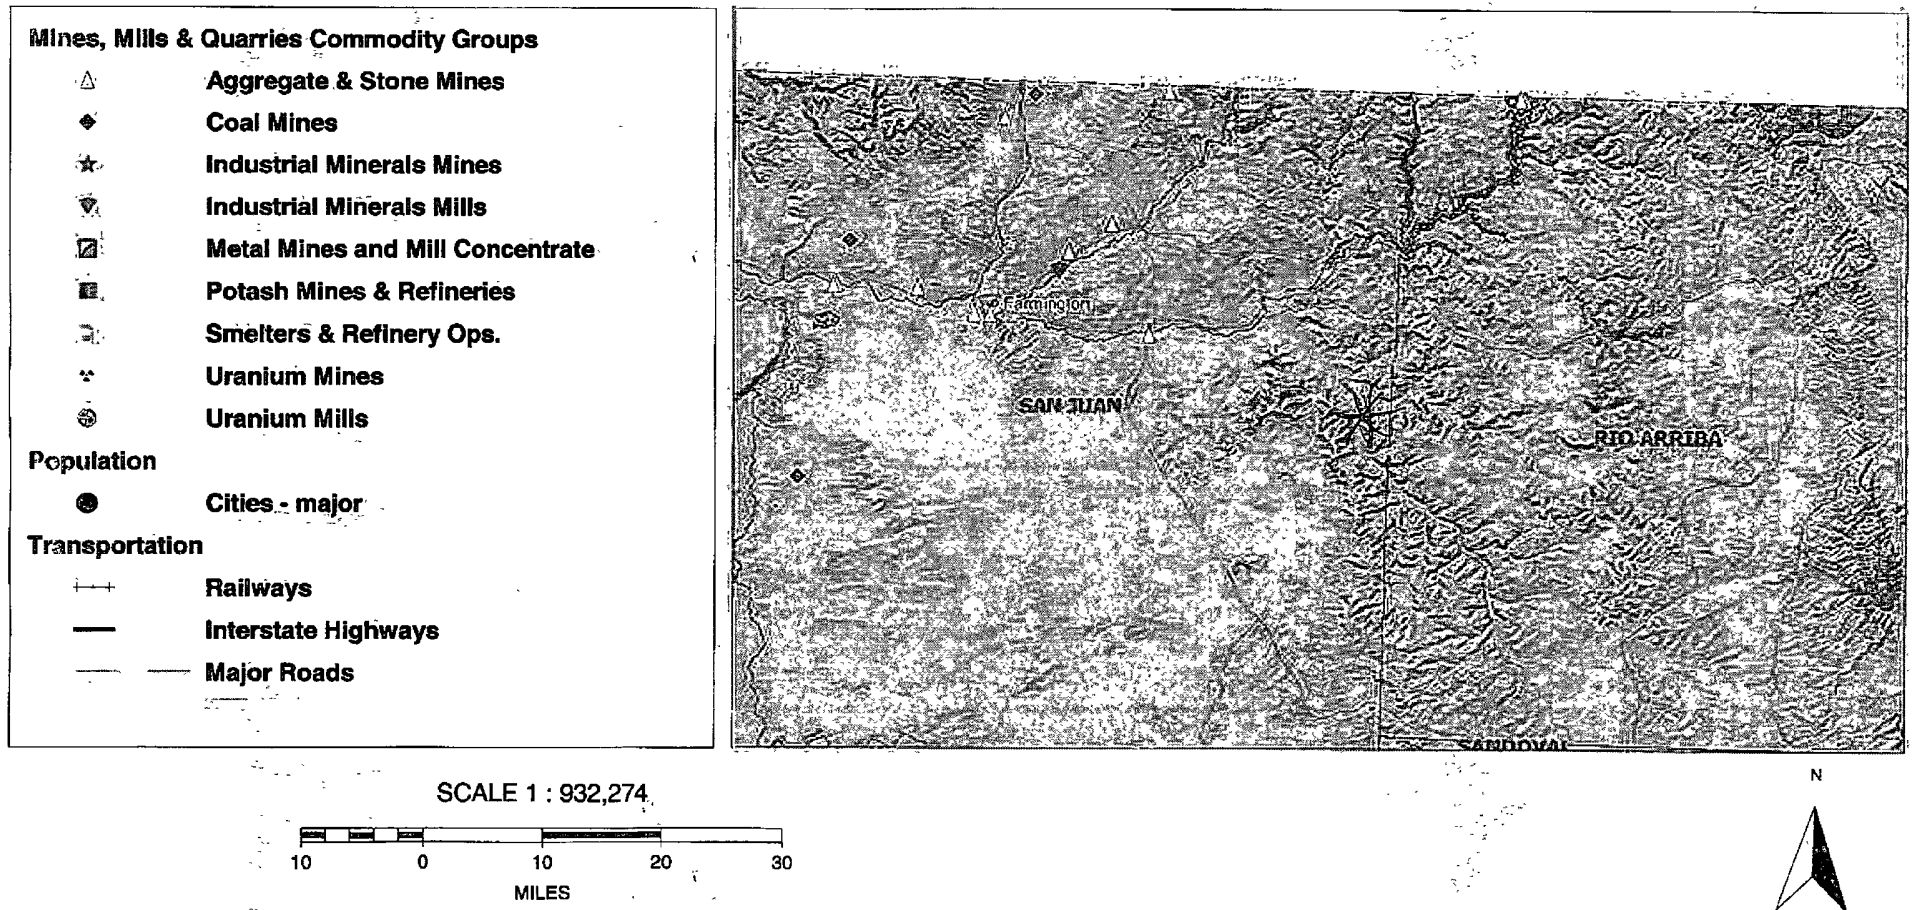 Mines, Mills & Quarries Commodity Groups
Aggregate & Stone Mines
Coal Mines
Industrial Minerals Mines
Industrial Minerals Mills
Metal Mines and Mill Concentrate
Potash Mines & Refineries
Smelters & Refinery Ops.
Uranium Mines
Uranium Mills
Population
Cities - major
Transportation
Railways
Interstate Highways
Major Roads
Farmington
SAN JUAN
RIO ARRIBA
SANDOVAL
SCALE 1 : 932,274
10 0 10 20 30
MILES
N